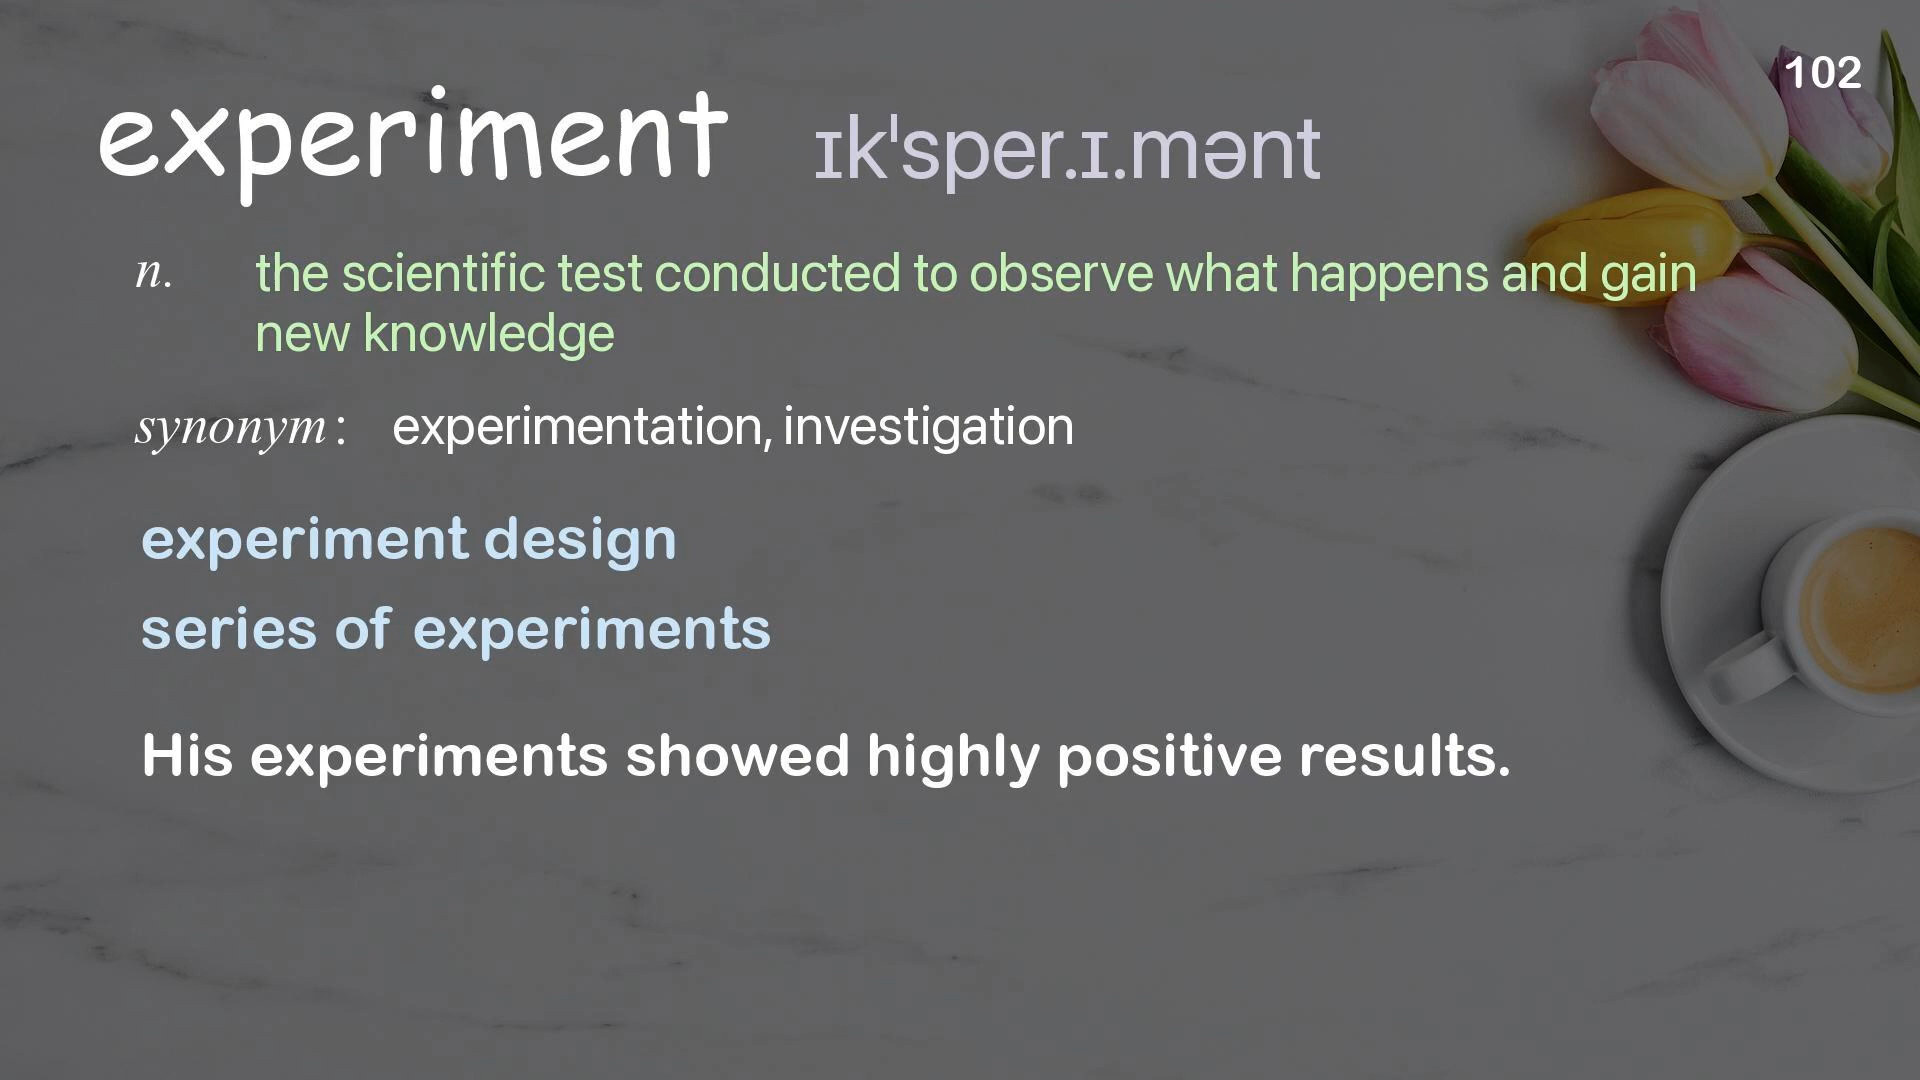 102
experiment ɪkˈsper.ɪ.mənt
n. the scientific test conducted to observe what happens and gain
new knowledge
synonym: experimentation, investigation
experiment design
series of experiments
His experiments showed highly positive results.